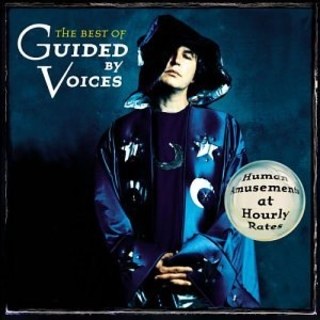 THE BEST OF
GUIDED
BY
VOICES
Human
Amusements
at
Hourly
Rates